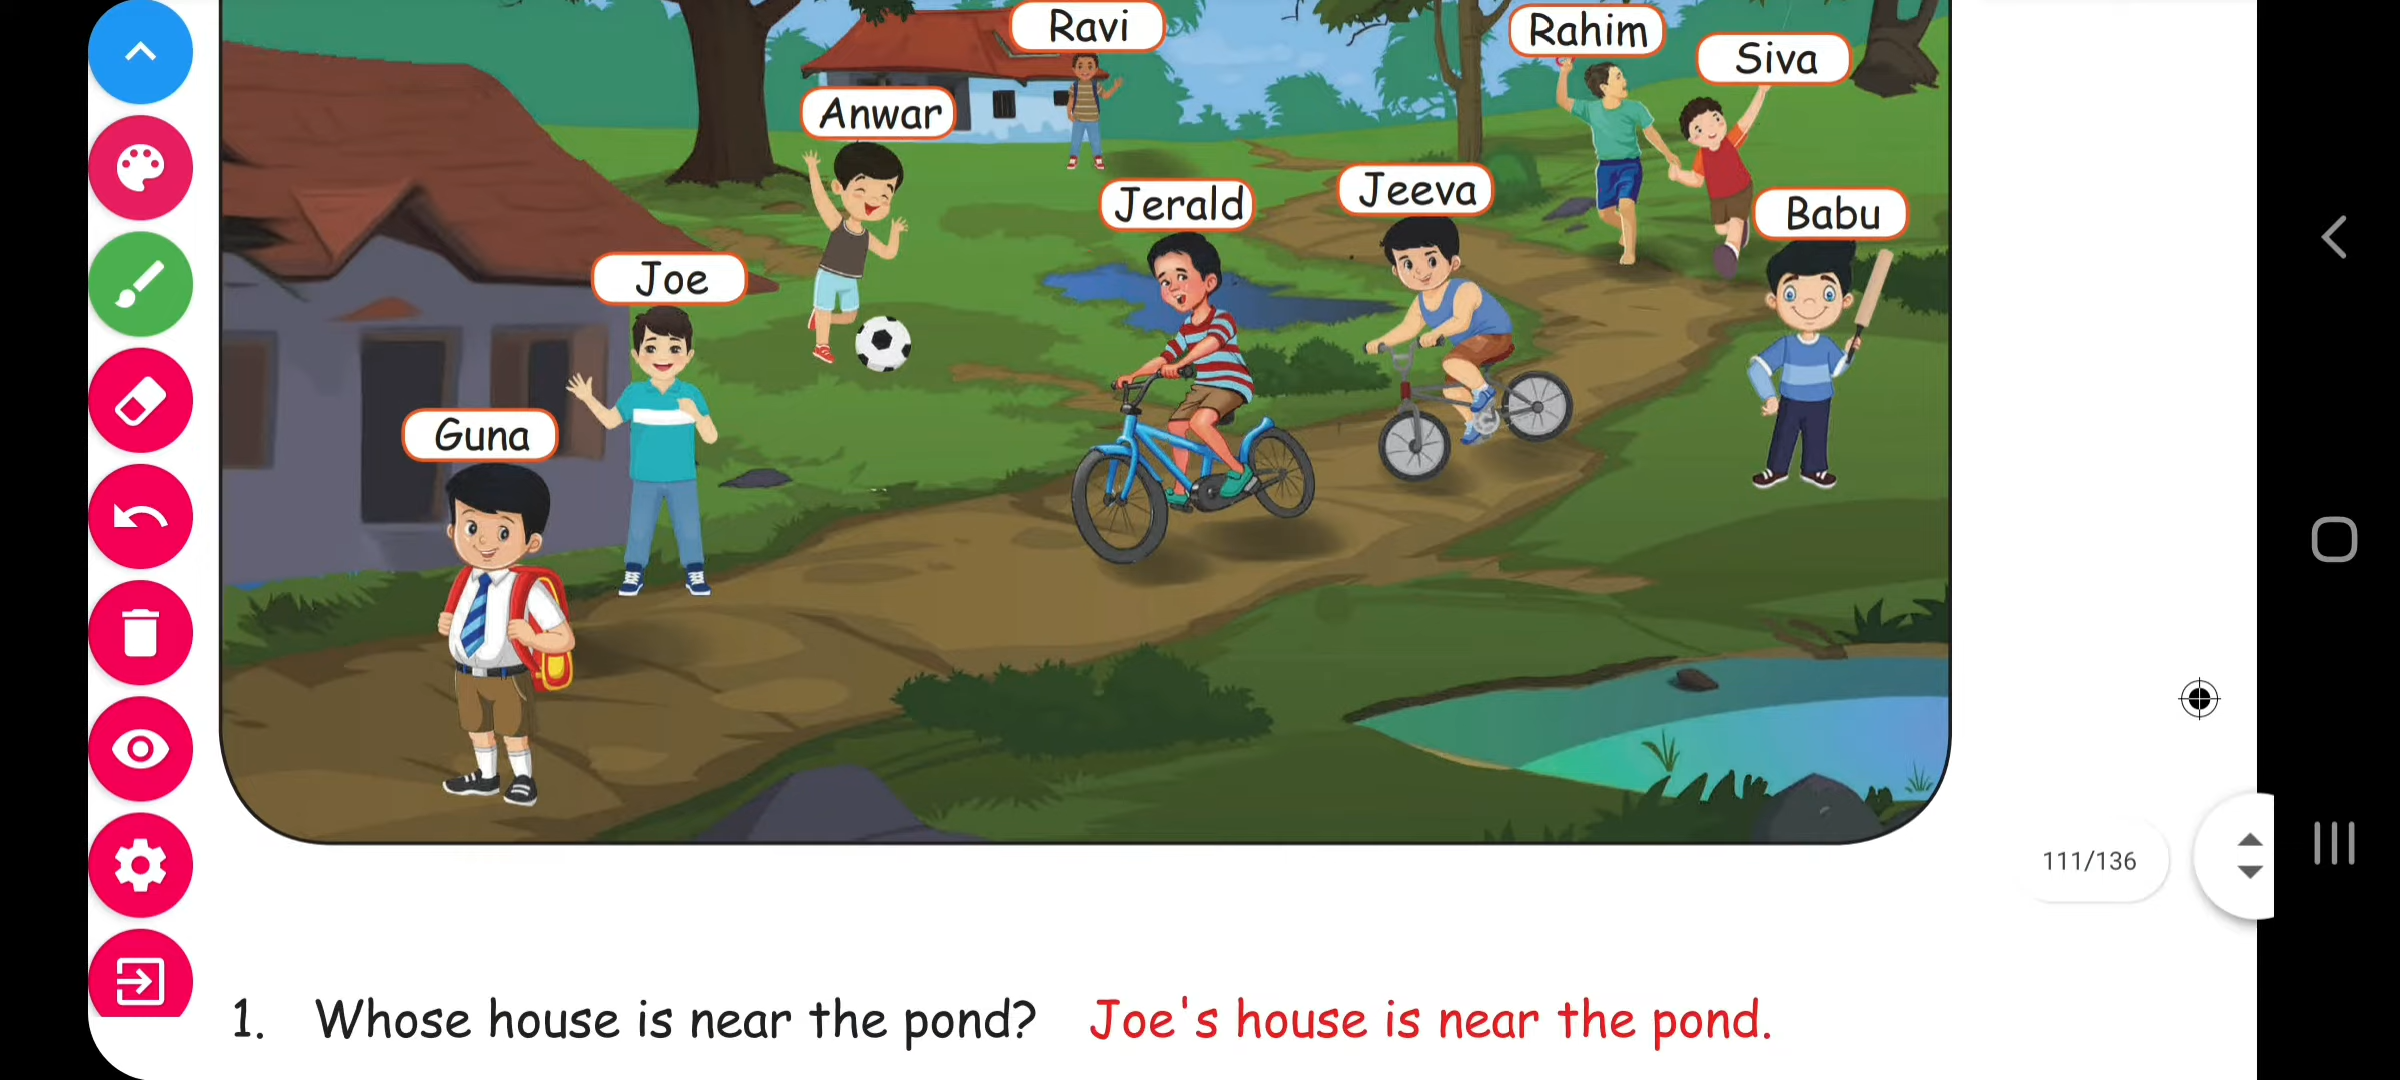 Ravi
Rahim
Siva
Anwar
Jerald
Jeeva
Babu
Joe
Guna
111/136
1. Whose house is near the pond? Joe's house is near the pond.